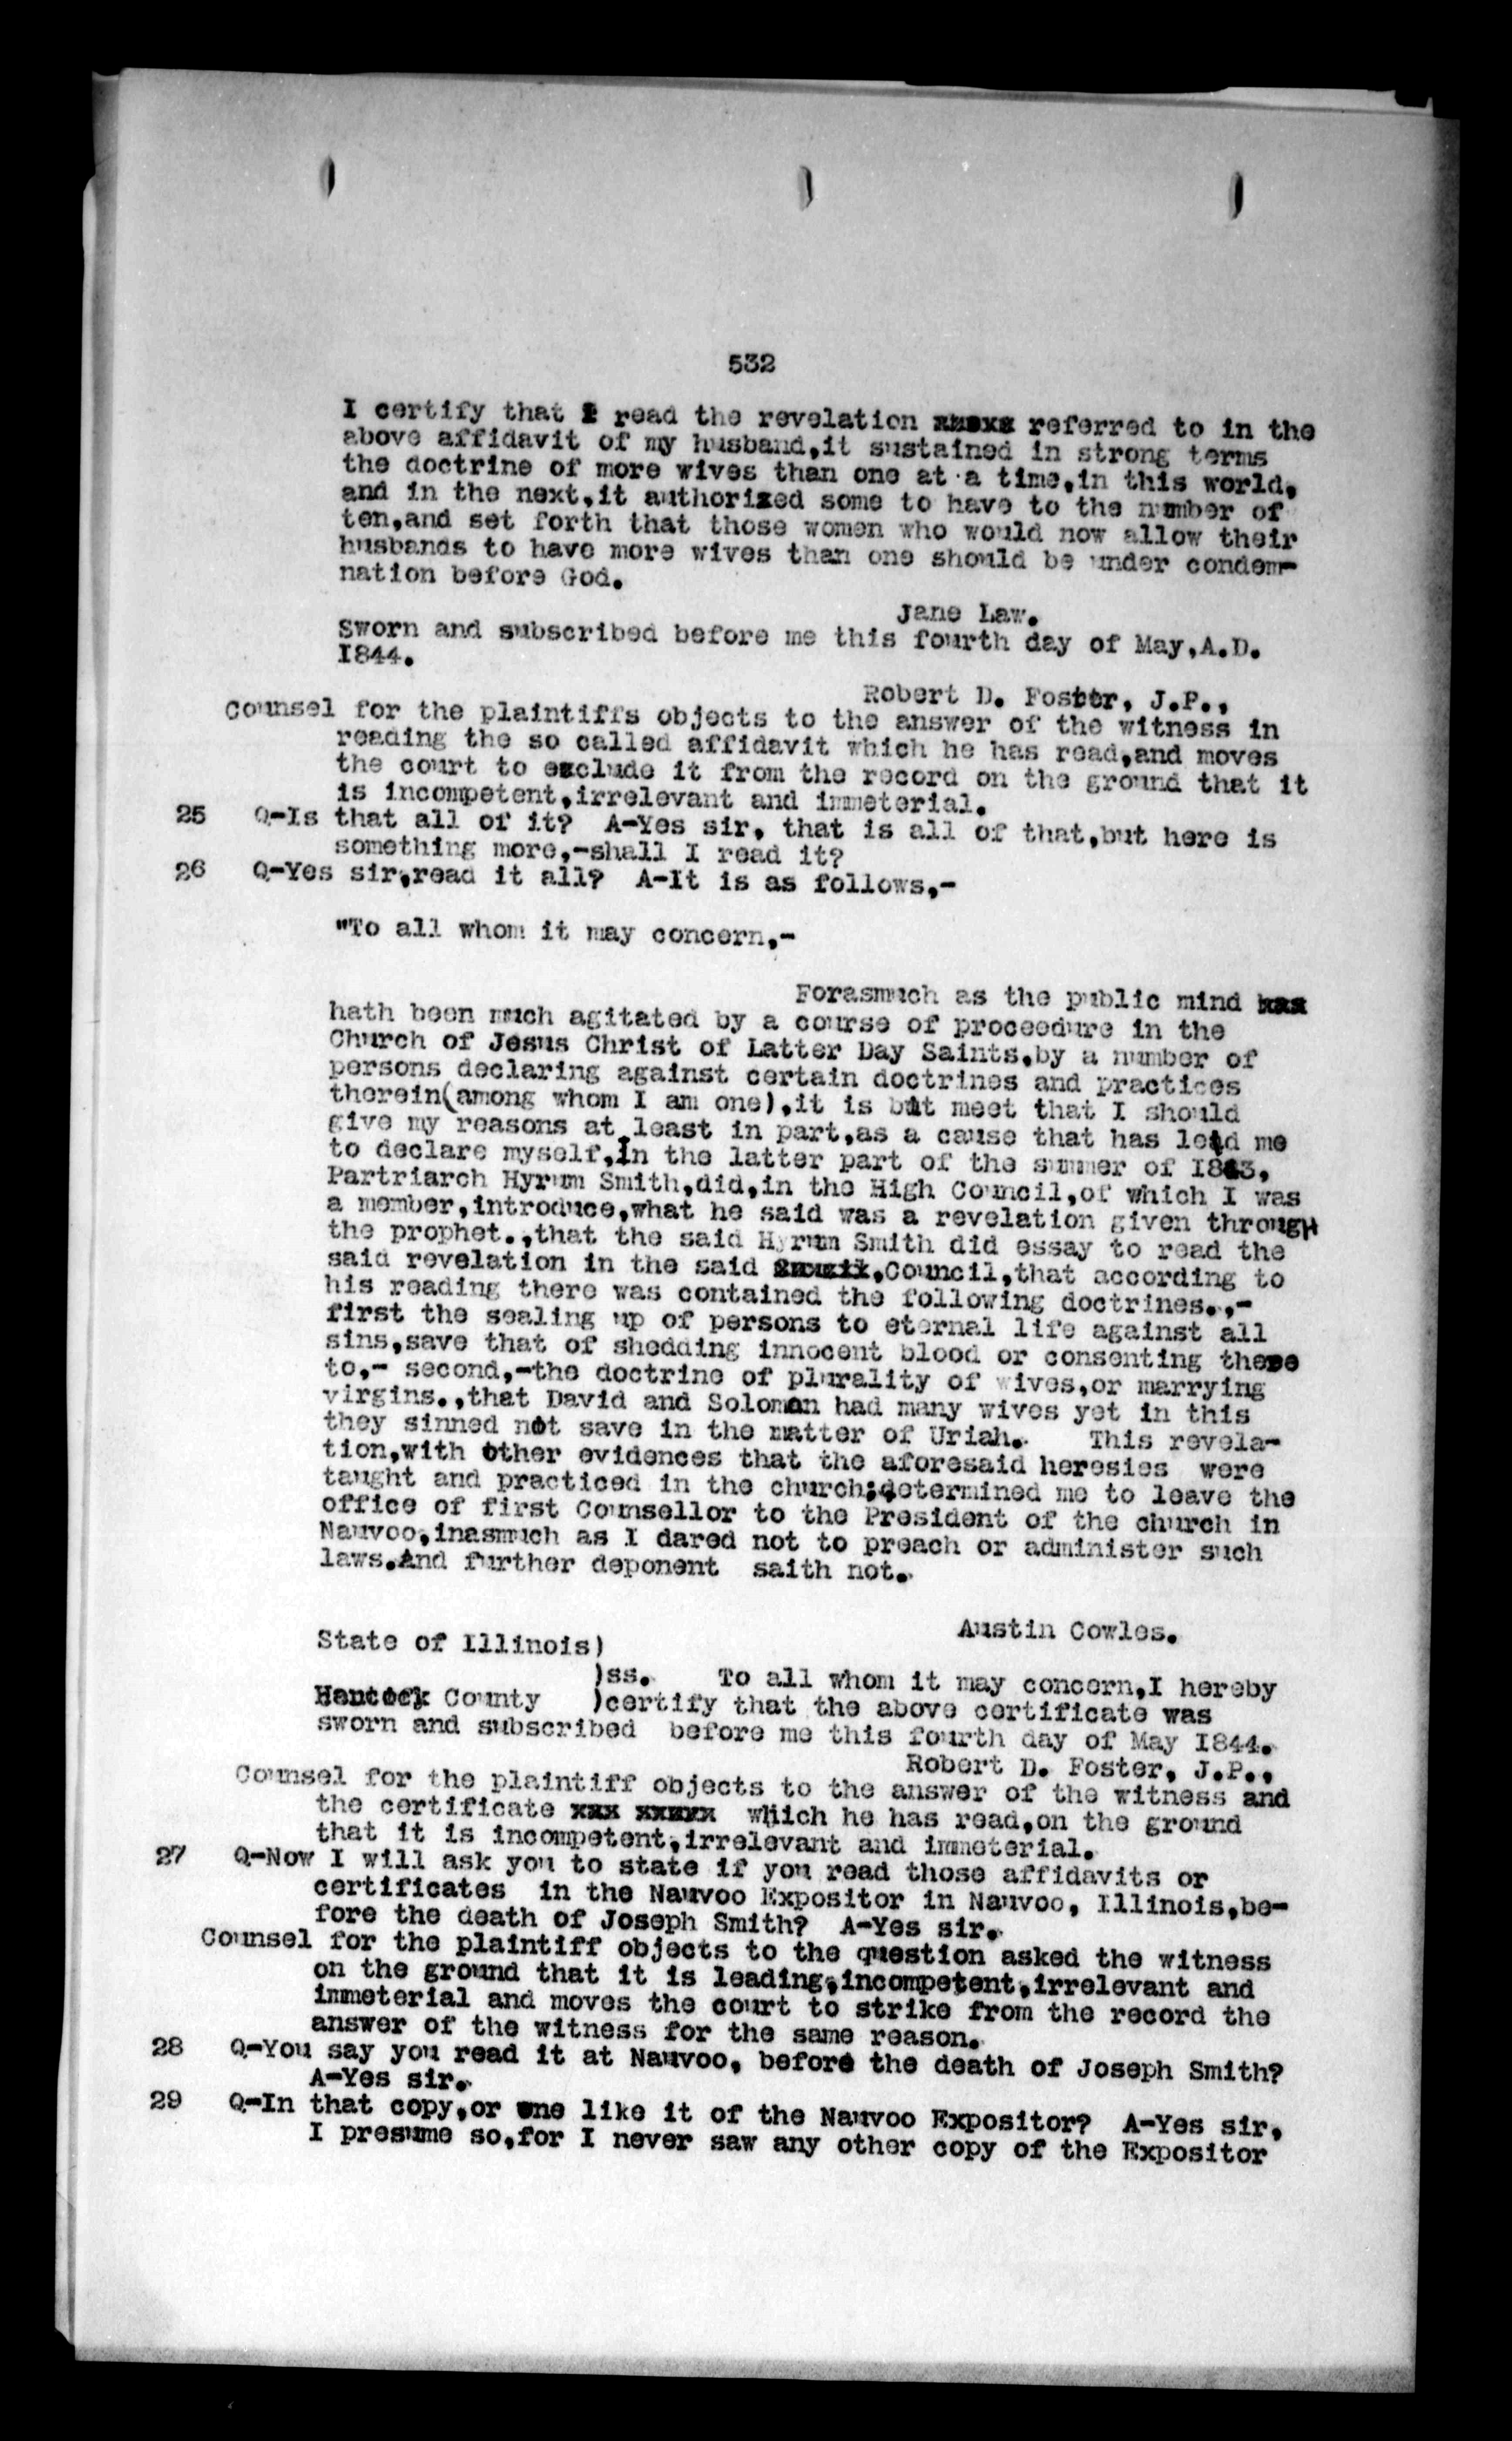 532
I certify that I read the revelation referred to in the
above affidavit of my husband,it sustained in strong terms
the doctrine of more wives than one at a time,in this world,
and in the next,it authorized some to have to the number of
ten,and set forth that those women who would now allow their
husbands to have more wives than one should be under condem-
nation before God.
Jane Law.
Sworn and subscribed before me this fourth day of May,A.D.
I844.
Robert D. Foster, J.P.,
Counsel for the plaintiffs objects to the answer of the witness in
reading the so called affidavit which he has read,and moves
the court to exclude it from the record on the ground that it
is incompetent,irrelevant and immeterial.
25 Q-Is that all of it? A-Yes sir, that is all of that,but here is
something more,-shall I read it?
26 Q-Yes sir,read it all? A-It is as follows,-
"To all whom it may concern,-
Forasmuch as the public mind
hath been much agitated by a course of proceedure in the
Church of Jesus Christ of Latter Day Saints,by a number of
persons declaring against certain doctrines and practices
therein(among whom I am one),it is but meet that I should
give my reasons at least in part,as a cause that has led me
to declare myself,In the latter part of the summer of I843,
Partriarch Hyrum Smith,did,in the High Council,of which I was
a member,introduce,what he said was a revelation given through
the prophet.,that the said Hyrum Smith did essay to read the
said revelation in the said ,Council,that according to
his reading there was contained the following doctrines.,-
first the sealing up of persons to eternal life against all
sins,save that of shedding innocent blood or consenting there
to,- second,-the doctrine of plurality of wives,or marrying
virgins.,that David and Soloman had many wives yet in this
they sinned not save in the matter of Uriah. This revela-
tion,with other evidences that the aforesaid heresies were
taught and practiced in the church;determined me to leave the
office of first Counsellor to the President of the church in
Nauvoo,inasmuch as I dared not to preach or administer such
laws.And further deponent saith not.
Austin Cowles.
State of Illinois)
)ss. To all whom it may concern,I hereby
Hancock County )certify that the above certificate was
sworn and subscribed before me this fourth day of May I844.
Robert D. Foster, J.P.,
Counsel for the plaintiff objects to the answer of the witness and
the certificate xxx xxxxx which he has read,on the ground
that it is incompetent,irrelevant and immeterial.
27 Q-Now I will ask you to state if you read those affidavits or
certificates in the Nauvoo Expositor in Nauvoo, Illinois,be-
fore the death of Joseph Smith? A-Yes sir.
Counsel for the plaintiff objects to the question asked the witness
on the ground that it is leading,incompetent,irrelevant and
immeterial and moves the court to strike from the record the
answer of the witness for the same reason.
28 Q-You say you read it at Nauvoo, before the death of Joseph Smith?
A-Yes sir.
29 Q-In that copy,or one like it of the Nauvoo Expositor? A-Yes sir,
I presume so,for I never saw any other copy of the Expositor